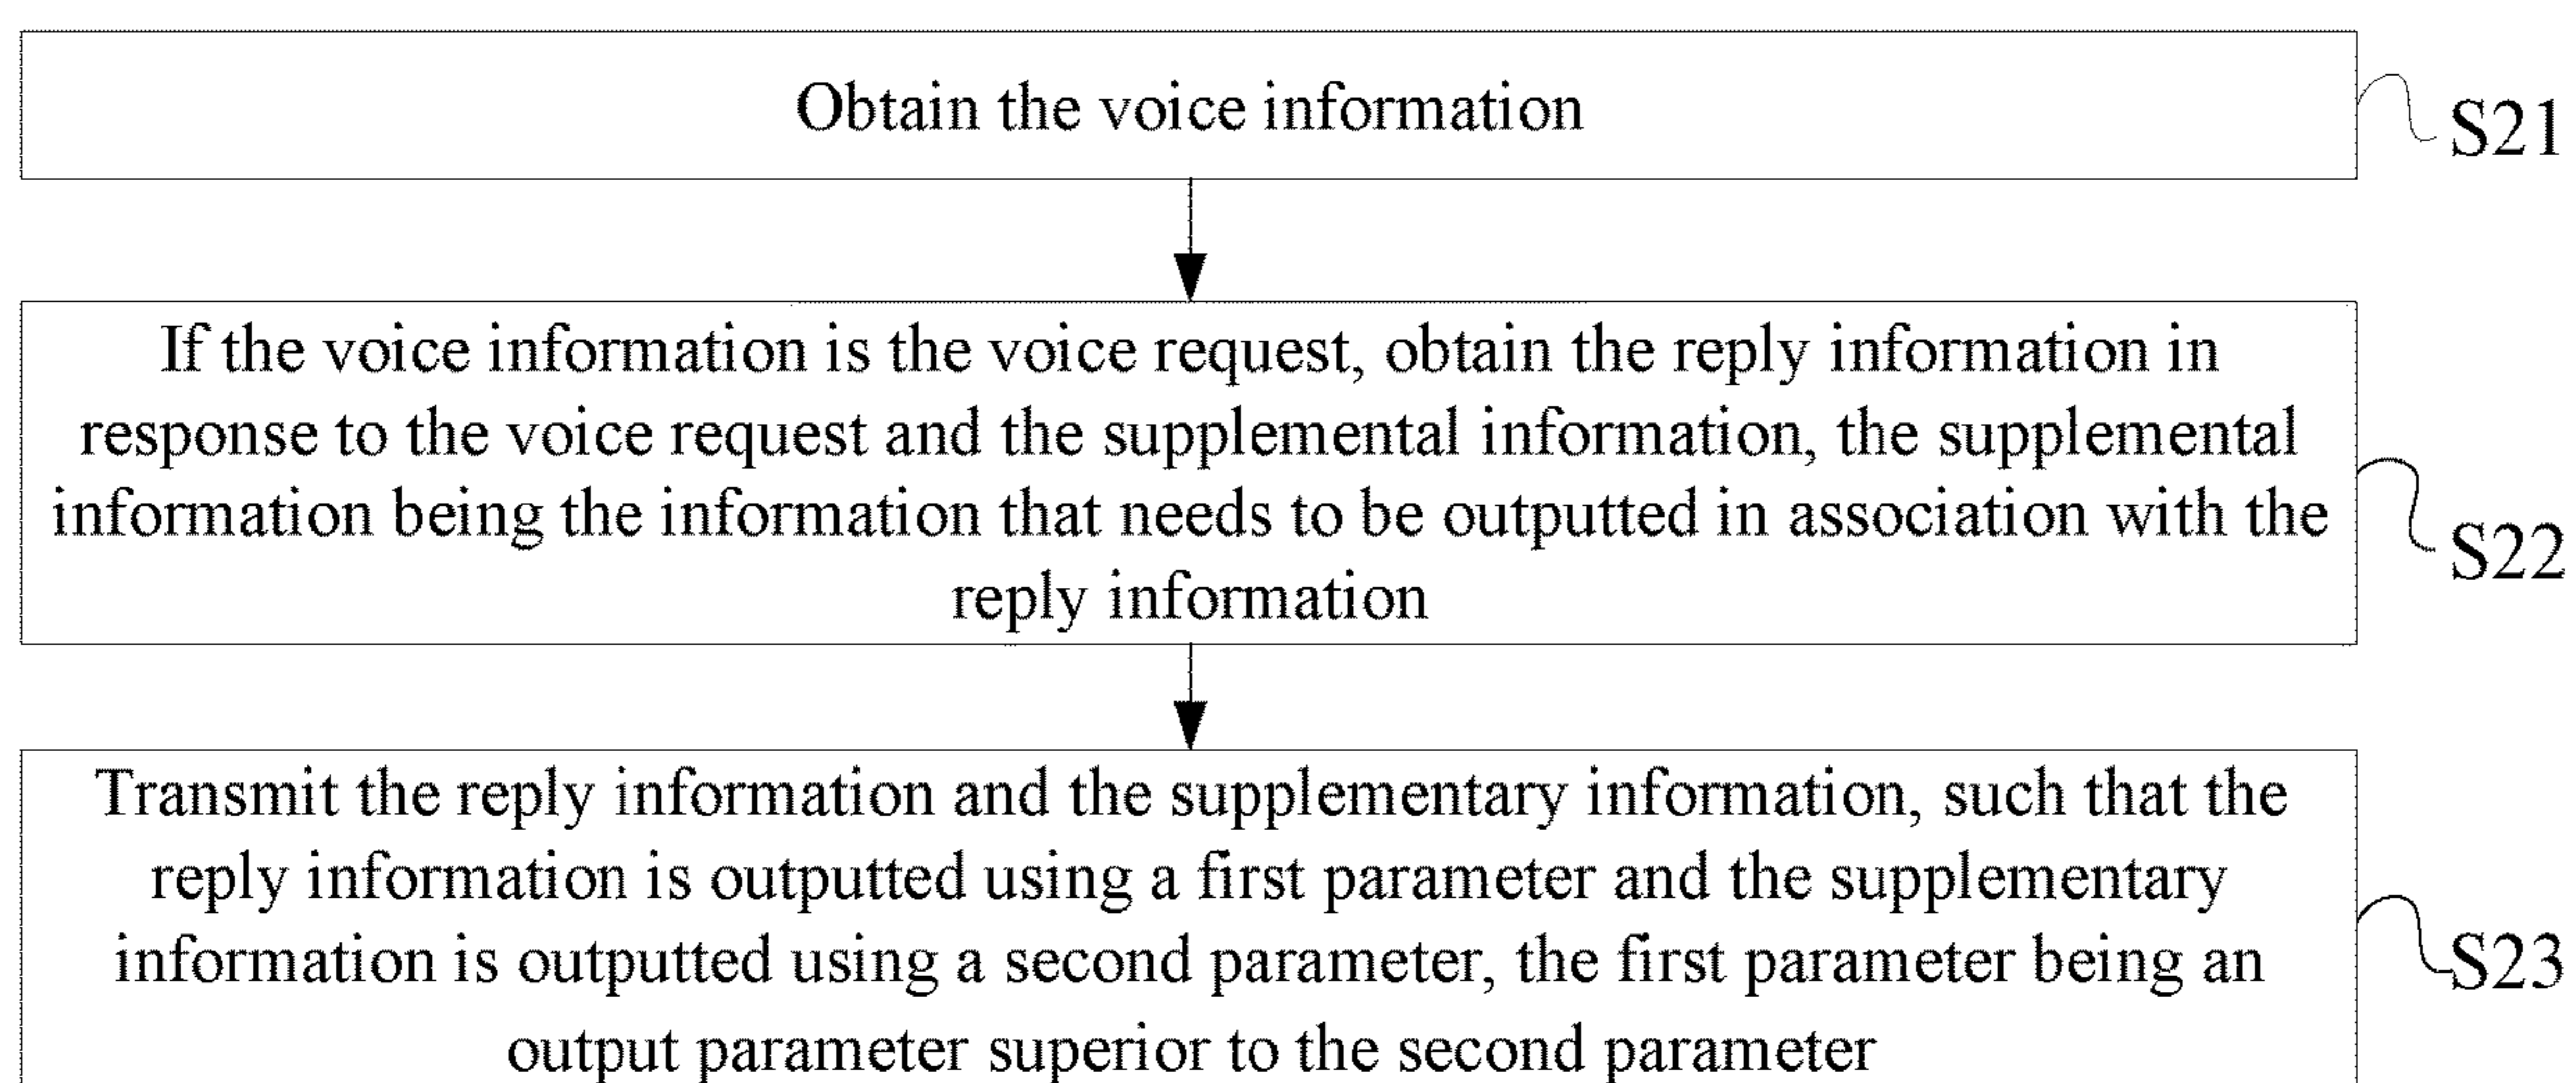 Obtain the voice information
S21
If the voice information is the voice request, obtain the reply information in
response to the voice request and the supplemental information, the supplemental
information being the information that needs to be outputted in association with the
reply information
S22
Transmit the reply information and the supplementary information, such that the
reply information is outputted using a first parameter and the supplementary
information is outputted using a second parameter, the first parameter being an
output parameter superior to the second parameter
S23